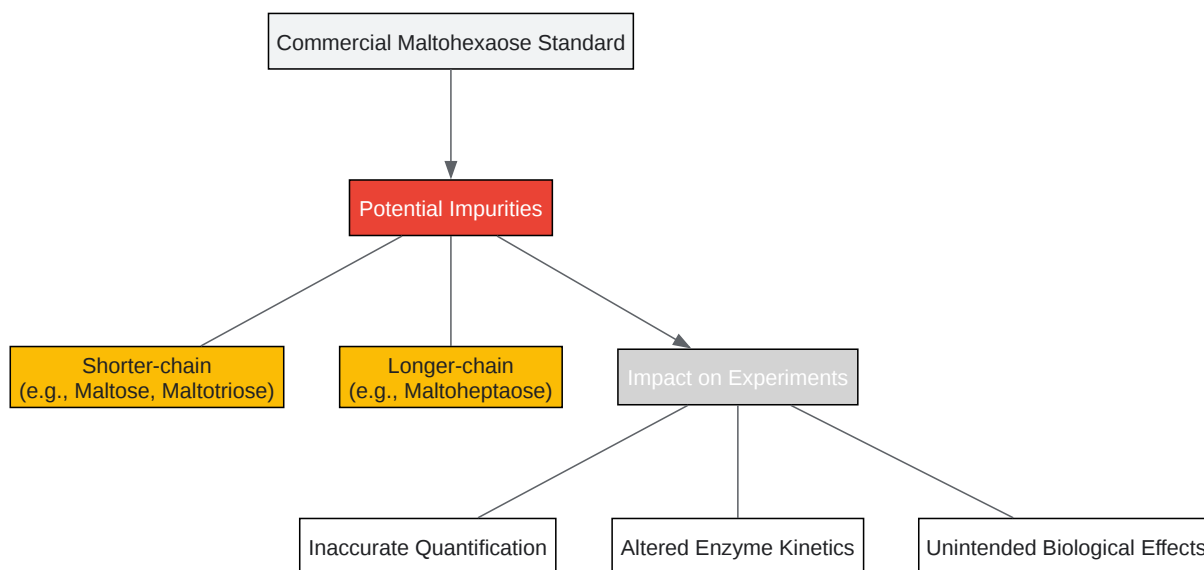 Commercial Maltohexaose Standard
Potential Impurities
Shorter-chain
(e.g., Maltose, Maltotriose)
Longer-chain
(e.g., Maltoheptaose)
Impact on Experiments
Inaccurate Quantification
Altered Enzyme Kinetics
Unintended Biological Effects